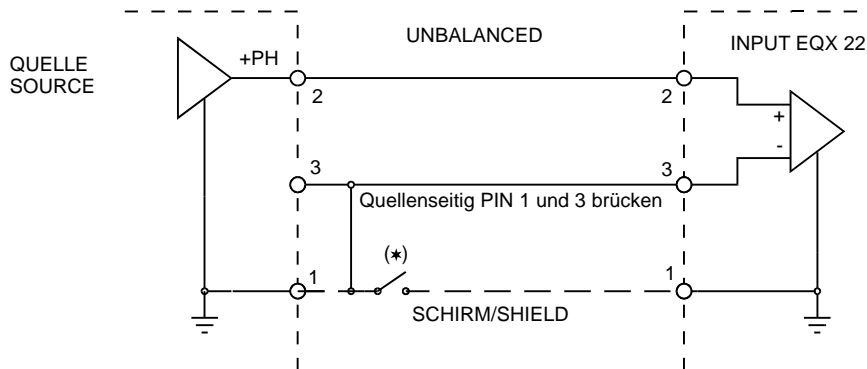 UNBALANCED
INPUT EQX 22
QUELLE
SOURCE
+PH
2
2
+
-
3
3
Quellenseitig PIN 1 und 3 brücken
(✶)
1
1
SCHIRM/SHIELD